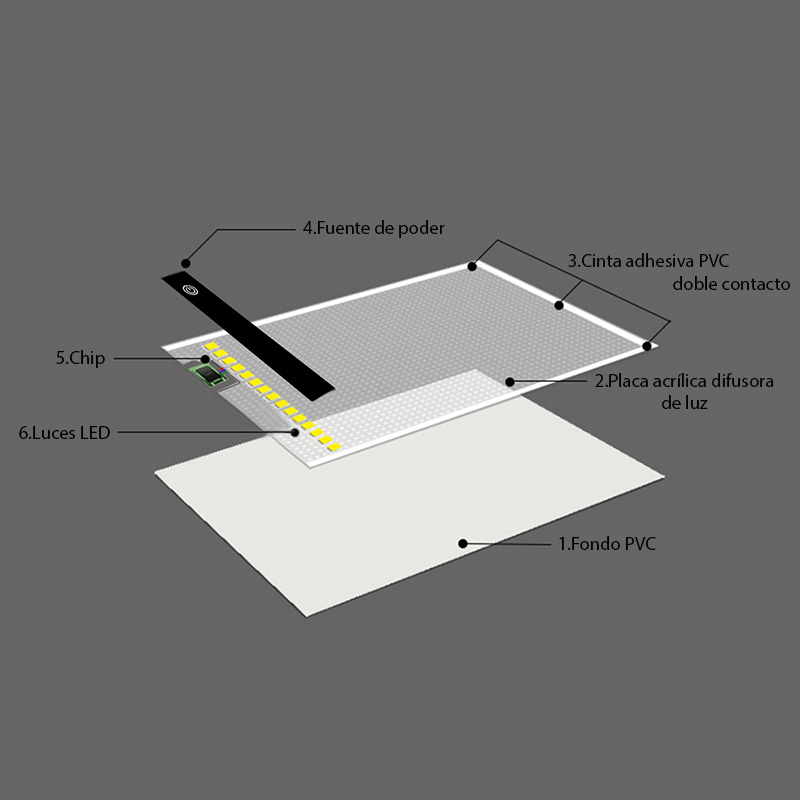 4.Fuente de poder
3.Cinta adhesiva PVC
doble contacto
5.Chip
2.Placa acrílica difusora
de luz
6.Luces LED
1.Fondo PVC